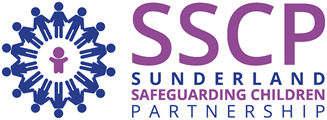 SSCP
SUNDERLAND
SAFEGUARDING CHILDREN
PARTNERSHIP